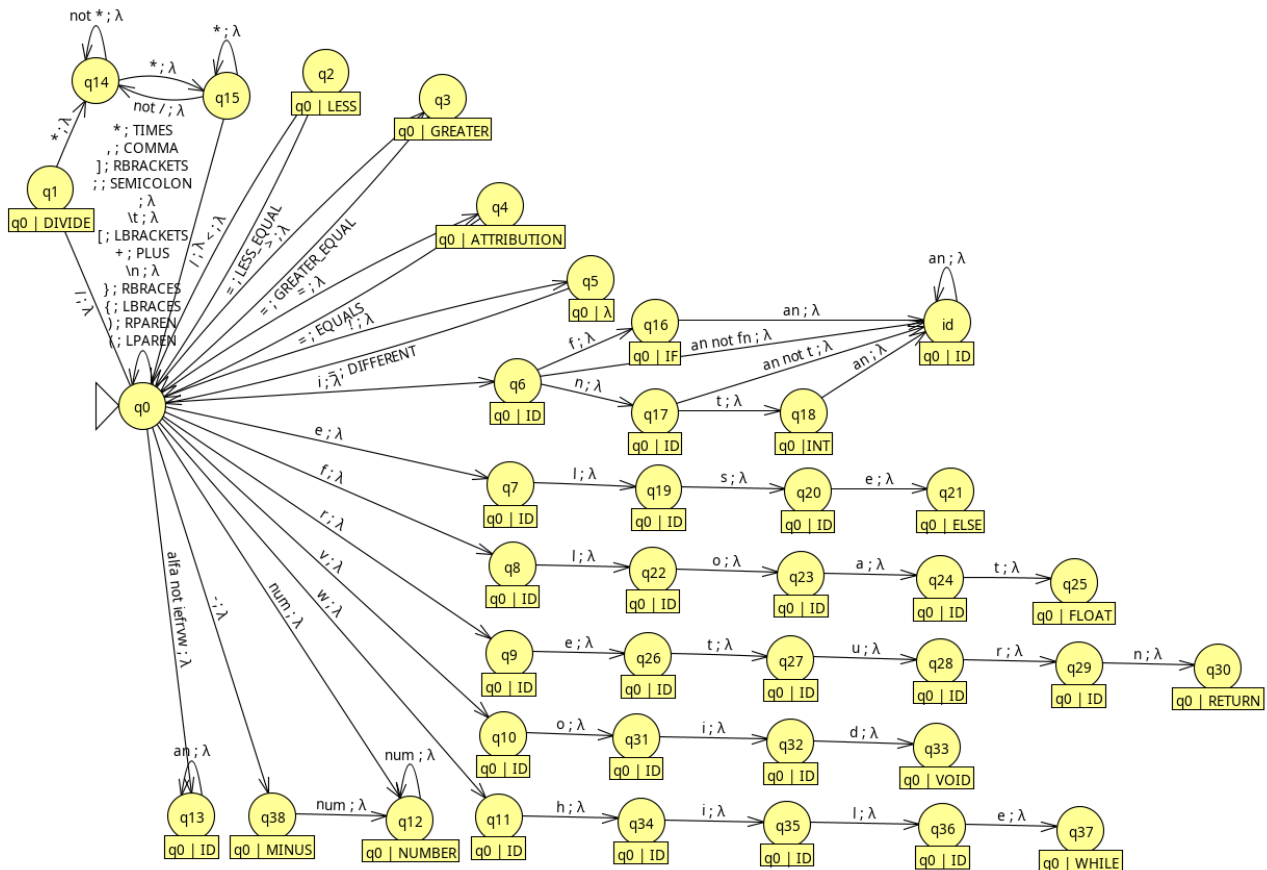 not * ; λ
* ; λ
q14
* ; λ
q15
not / ; λ
q2
q0 | LESS
q3
q0 | GREATER
* ; λ
q1
q0 | DIVIDE
* ; TIMES
, ; COMMA
] ; RBRACKETS
; ; SEMICOLON
; λ
\t ; λ
[ ; LBRACKETS
+ ; PLUS
\n ; λ
} ; RBRACES
{ ; LBRACES
) ; RPAREN
( ; LPAREN
/ ; λ
/ ; λ
< ; λ
= ; LESS_EQUAL
> ; λ
= ; GREATER_EQUAL
= ; λ
= ; EQUALS
! ; λ
= ; DIFFERENT
i ; λ
q4
q0 | ATTRIBUTION
q5
q0 | λ
q0
q6
q0 | ID
f ; λ
q16
q0 | IF
an ; λ
an not fn ; λ
n ; λ
q17
q0 | ID
an not t ; λ
t ; λ
q18
q0 |INT
an ; λ
an ; λ
id
q0 | ID
e ; λ
q7
q0 | ID
l ; λ
q19
q0 | ID
s ; λ
q20
q0 | ID
e ; λ
q21
q0 | ELSE
f ; λ
q8
q0 | ID
l ; λ
q22
q0 | ID
o ; λ
q23
q0 | ID
a ; λ
q24
q0 | ID
t ; λ
q25
q0 | FLOAT
r ; λ
q9
q0 | ID
e ; λ
q26
q0 | ID
t ; λ
q27
q0 | ID
u ; λ
q28
q0 | ID
r ; λ
q29
q0 | ID
n ; λ
q30
q0 | RETURN
v ; λ
q10
q0 | ID
o ; λ
q31
q0 | ID
i ; λ
q32
q0 | ID
d ; λ
q33
q0 | VOID
w ; λ
q11
q0 | ID
h ; λ
q34
q0 | ID
i ; λ
q35
q0 | ID
l ; λ
q36
q0 | ID
e ; λ
q37
q0 | WHILE
alfa not iefrvw ; λ
an ; λ
q13
q0 | ID
- ; λ
q38
q0 | MINUS
num ; λ
num ; λ
num ; λ
q12
q0 | NUMBER